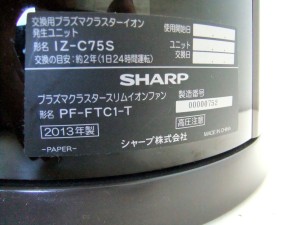 交換用プラズマクラスターイオン
発生ユニット
形名 IZ-C75S
交換の目安:約2年(1日24時間運転)
使用開始日
ユニット
交換日
SHARP
プラズマクラスタースリムイオンファン
形名 PF-FTC1-T
製造番号
00000752
2013年製
高圧注意
-PAPER-
シャープ株式会社
MADE IN CHINA